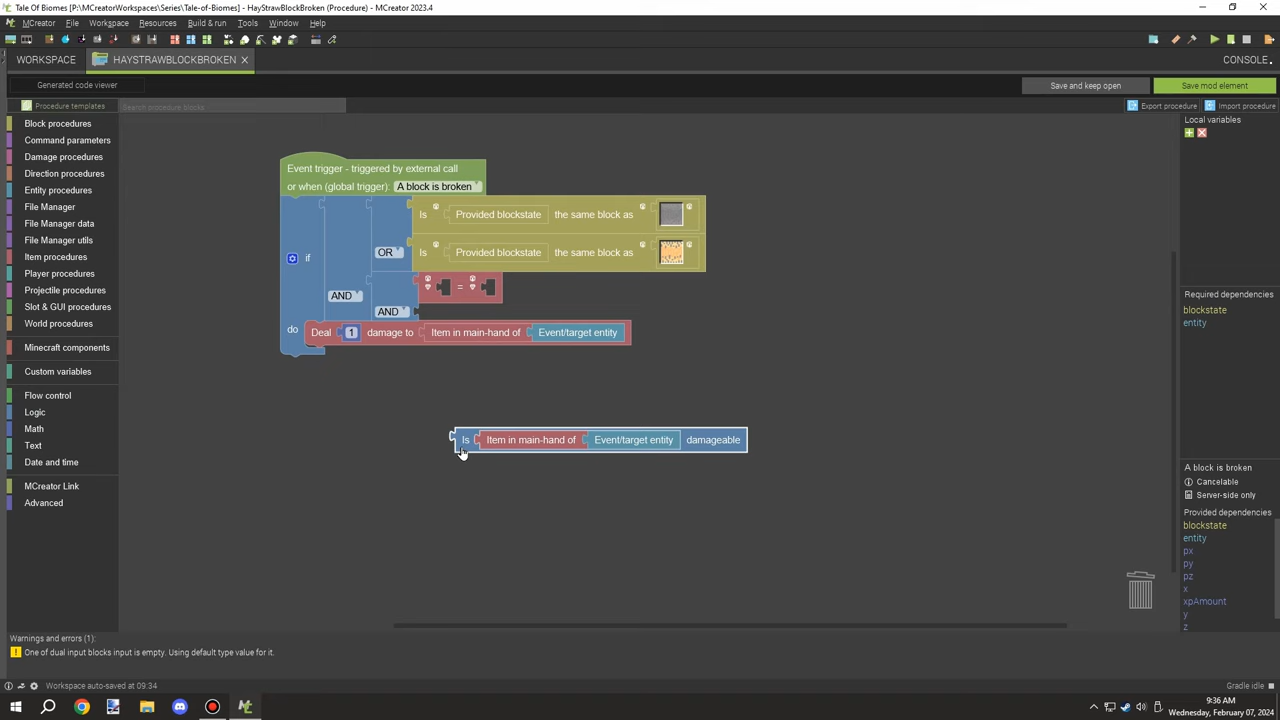 Tale Of Biomes [P:\MCreatorWorkspaces\Series\Tale-of-Biomes] - HayStrawBlockBroken (Procedure) - MCreator 2023.4
MCreator File Workspace Resources Build & run Tools Window Help
WORKSPACE HAYSTRAWBLOCKBROKEN CONSOLE
Generated code viewer Save and keep open Save mod element
Procedure templates Search procedure blocks Export procedure Import procedure
Block procedures
Command parameters
Damage procedures
Direction procedures
Entity procedures
File Manager
File Manager data
File Manager utils
Item procedures
Player procedures
Projectile procedures
Slot & GUI procedures
World procedures
Minecraft components
Custom variables
Flow control
Logic
Math
Text
Date and time
MCreator Link
Advanced
Event trigger - triggered by external call
or when (global trigger): A block is broken
Is Provided blockstate the same block as
OR Is Provided blockstate the same block as
if
=
AND
AND
do Deal 1 damage to Item in main-hand of Event/target entity
Is Item in main-hand of Event/target entity damageable
Local variables
Required dependencies
blockstate
entity
A block is broken
Cancelable
Server-side only
Provided dependencies:
blockstate
entity
px
py
pz
x
xpAmount
y
z
Warnings and errors (1):
One of dual input blocks input is empty. Using default type value for it.
Workspace auto-saved at 09:34 Gradle idle
9:36 AM
Wednesday, February 07, 2024